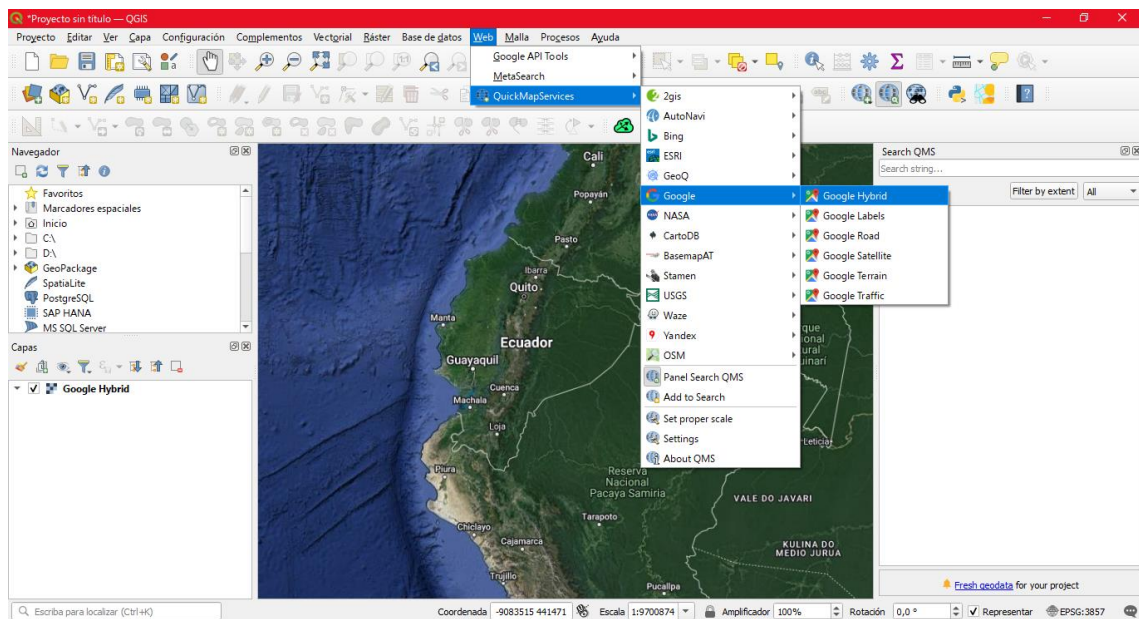 *Proyecto sin título — QGIS
Proyecto Editar Ver Capa Configuración Complementos Vectorial Ráster Base de datos Web Malla Procesos Ayuda
Google API Tools
MetaSearch
QuickMapServices
2gis
AutoNavi
Bing
ESRI
GeoQ
Google
NASA
CartoDB
BasemapAT
Stamen
USGS
Waze
Yandex
OSM
Panel Search QMS
Add to Search
Set proper scale
Settings
About QMS
Google Hybrid
Google Labels
Google Road
Google Satellite
Google Terrain
Google Traffic
Navegador
Favoritos
Marcadores espaciales
Inicio
C:\
D:\
GeoPackage
SpatiaLite
PostgreSQL
SAP HANA
MS SQL Server
Capas
Google Hybrid
Cali
Popayán
Pasto
Ibarra
Quito
Manta
Ecuador
Guayaquil
Cuenca
Machala
Loja
Piura
Leticia
Reserva
Nacional
Pacaya Samiria
VALE DO JAVARI
Tarapoto
Chiclayo
Cajamarca
KULINA DO
MEDIO JURUA
Trujillo
Pucallpa
Search QMS
Search string...
Filter by extent All
Fresh geodata for your project
Escriba para localizar (Ctrl+K)
Coordenada -9083515 441471 Escala 1:9700874 Amplificador 100% Rotación 0,0 ° Representar EPSG:3857